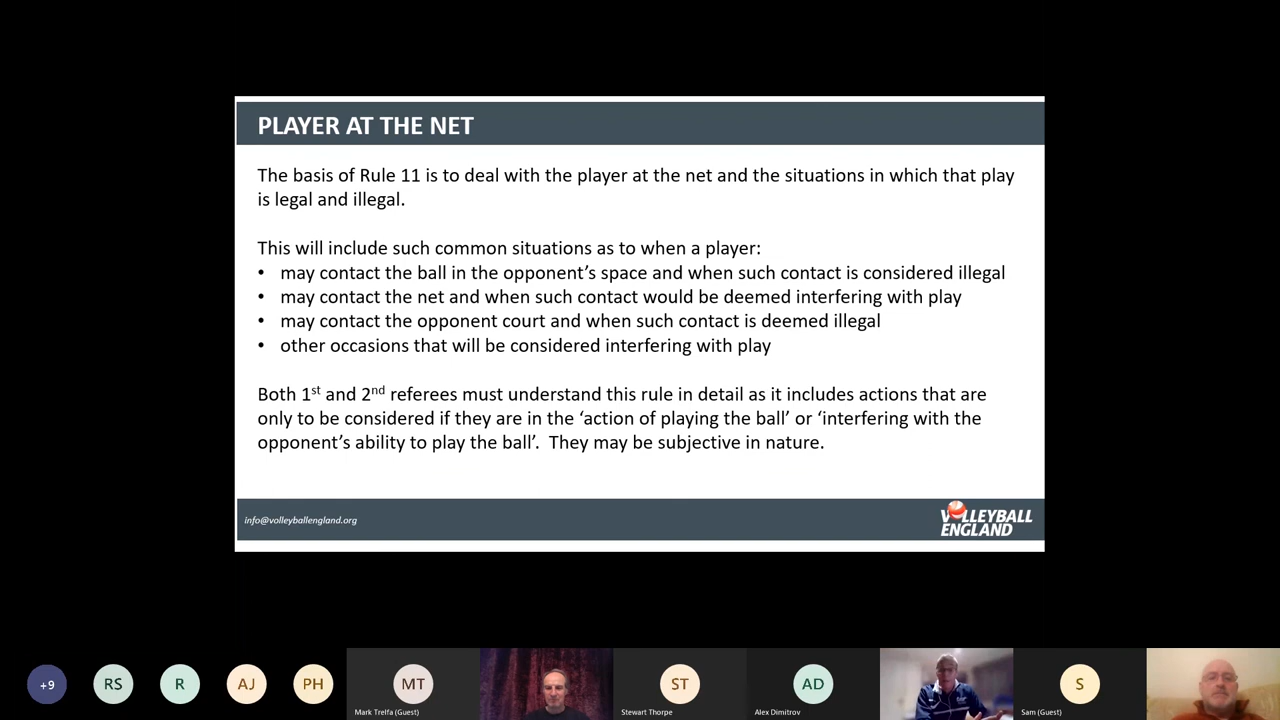 PLAYER AT THE NET
The basis of Rule 11 is to deal with the player at the net and the situations in which that play
is legal and illegal.
This will include such common situations as to when a player:
• may contact the ball in the opponent’s space and when such contact is considered illegal
• may contact the net and when such contact would be deemed interfering with play
• may contact the opponent court and when such contact is deemed illegal
• other occasions that will be considered interfering with play
Both 1st and 2nd referees must understand this rule in detail as it includes actions that are
only to be considered if they are in the ‘action of playing the ball’ or ‘interfering with the
opponent’s ability to play the ball’.  They may be subjective in nature.
info@volleyballengland.org
VOLLEYBALL
ENGLAND
+9
RS
R
AJ
PH
MT
Mark Trelfa (Guest)
ST
Stewart Thorpe
AD
Alex Dimitrov
S
Sam (Guest)